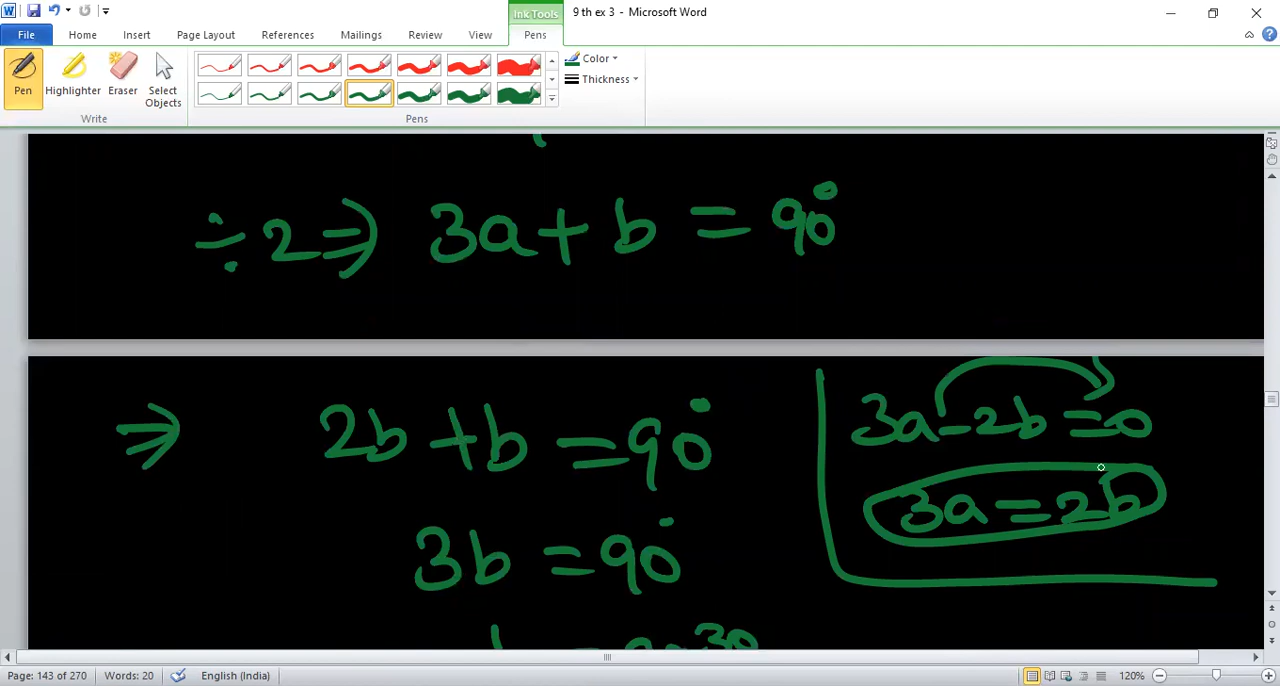 9 th ex 3 - Microsoft Word
Ink Tools
File Home Insert Page Layout References Mailings Review View Pens
Pen Highlighter Eraser Select Objects
Color
Thickness
Write Pens
÷2⇒ 3a+b = 90°
⇒ 2b+b =90°
3b =90°
3a-2b=0
3a=2b
Page: 143 of 270 Words: 20 English (India) 120%